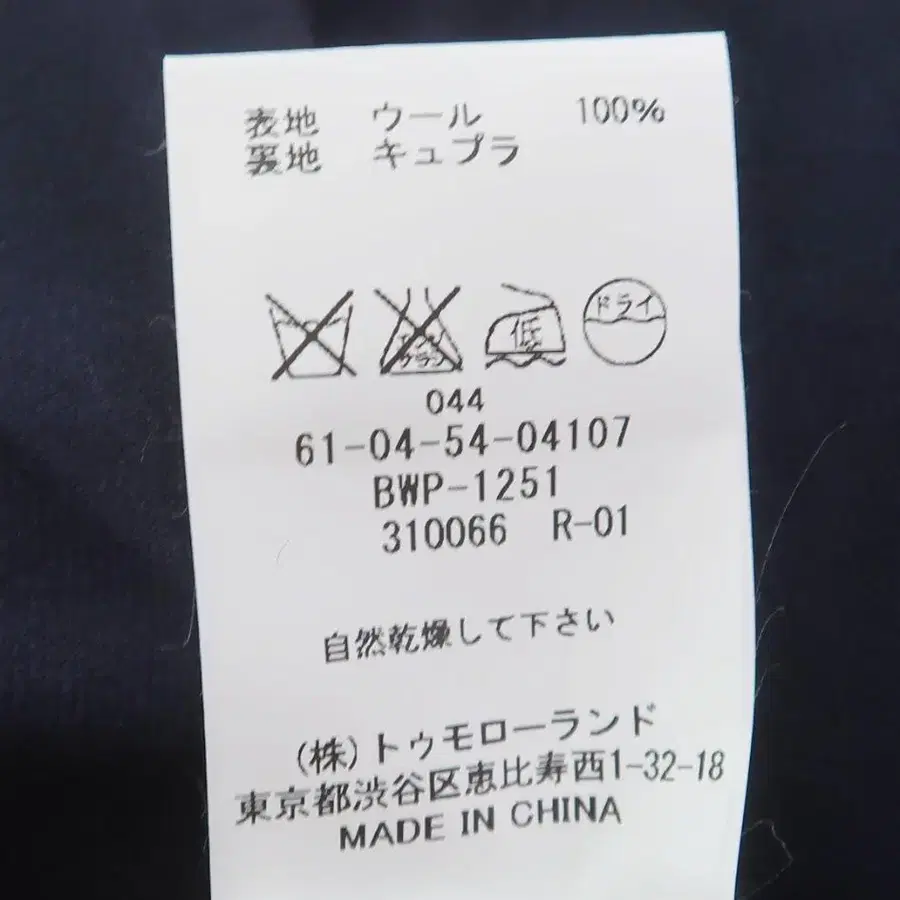 表地 ウール 100%
裏地 キュプラ
低
ドライ
044
61-04-54-04107
BWP-1251
310066 R-01
自然乾燥して下さい
(株)トゥモローランド
東京都渋谷区恵比寿西1-32-18
MADE IN CHINA